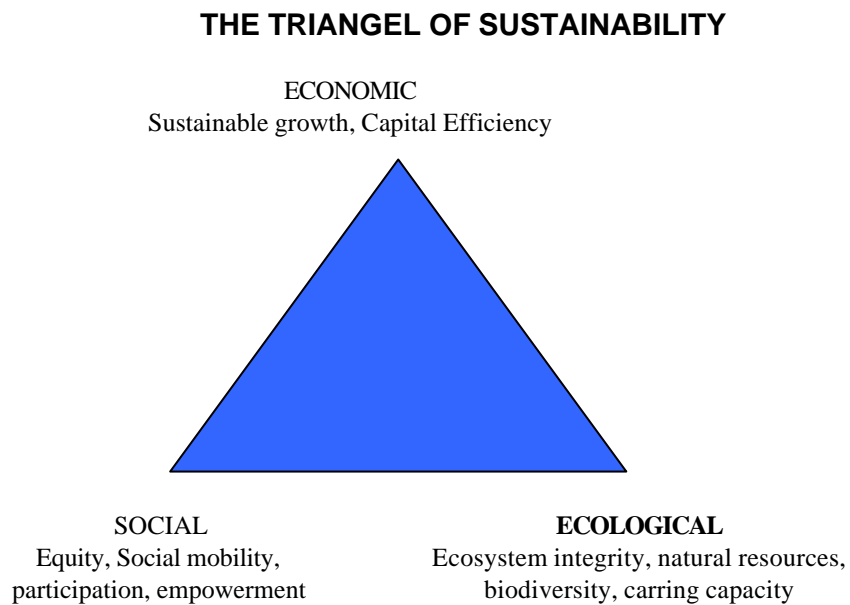 THE TRIANGEL OF SUSTAINABILITY
ECONOMIC
Sustainable growth, Capital Efficiency
SOCIAL
Equity, Social mobility,
participation, empowerment
ECOLOGICAL
Ecosystem integrity, natural resources,
biodiversity, carring capacity